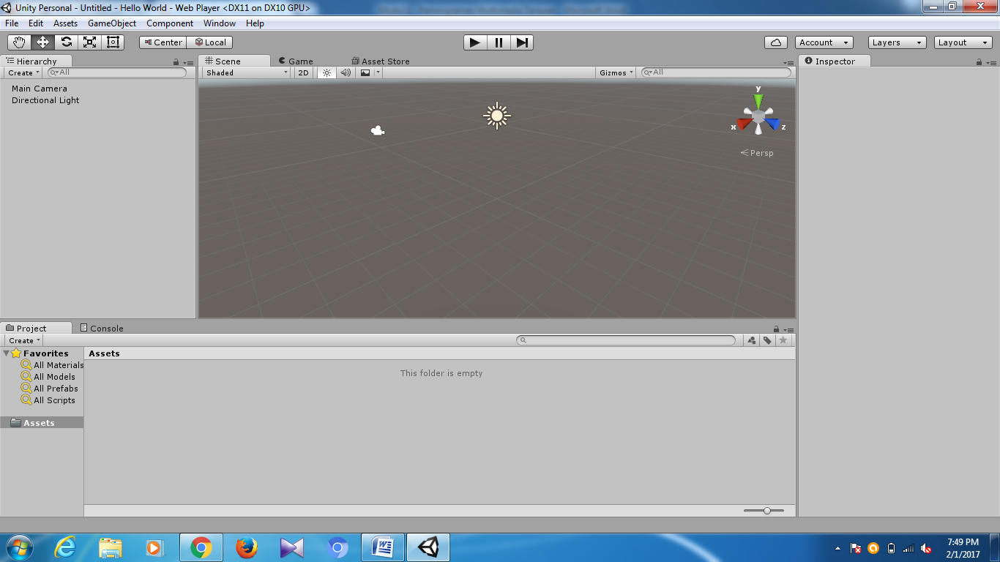 Unity Personal - Untitled - Hello World - Web Player <DX11 on DX10 GPU>
File Edit Assets GameObject Component Window Help
Center Local Account Layers Layout
Hierarchy
Create All
Main Camera
Directional Light
Scene Game Asset Store
Shaded 2D Gizmos All
y
x z
Persp
Inspector
Project Console
Create
Favorites
All Materials
All Models
All Prefabs
All Scripts
Assets
Assets
This folder is empty
7:49 PM
2/1/2017